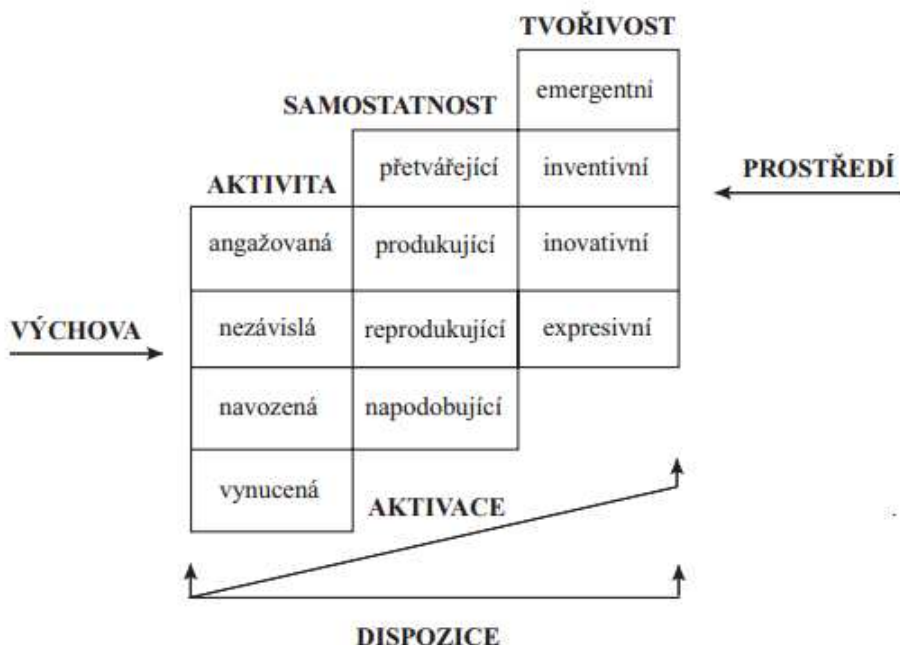 TVOŘIVOST
emergentní
SAMOSTATNOST
přetvářející inventivní PROSTŘEDÍ
AKTIVITA
angažovaná produkující inovativní
VÝCHOVA nezávislá reprodukující expresivní
navozená napodobující
vynucená
AKTIVACE
DISPOZICE